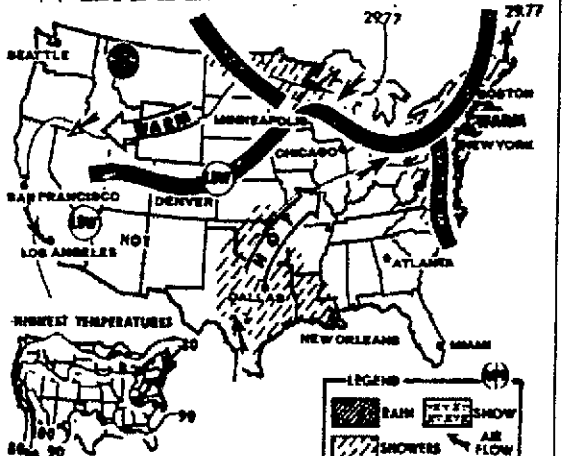 29.77
29.77
SEATTLE
WARM
MINNEAPOLIS
BOSTON
WARM
NEW YORK
CHICAGO
LOW
DENVER
SAN FRANCISCO
LOW
HOT
LOS ANGELES
ATLANTA
DALLAS
NEW ORLEANS
MIAMI
HIGHEST TEMPERATURES
80
90
80
80
90
LEGEND
RAIN
SNOW
SHOWERS
AIR
FLOW